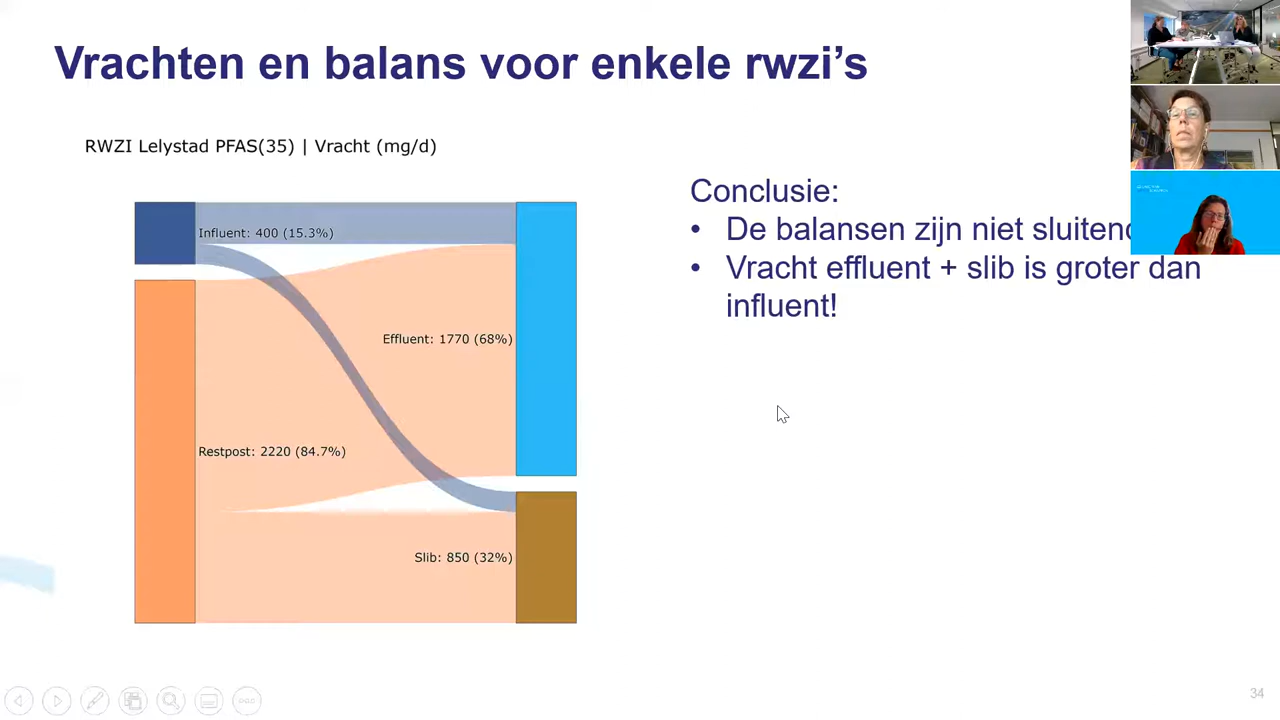 Vrachten en balans voor enkele rwzi's
RWZI Lelystad PFAS(35) | Vracht (mg/d)
Influent: 400 (15.3%)
Effluent: 1770 (68%)
Restpost: 2220 (84.7%)
Slib: 850 (32%)
Conclusie:
• De balansen zijn niet sluitend
• Vracht effluent + slib is groter dan
influent!
34